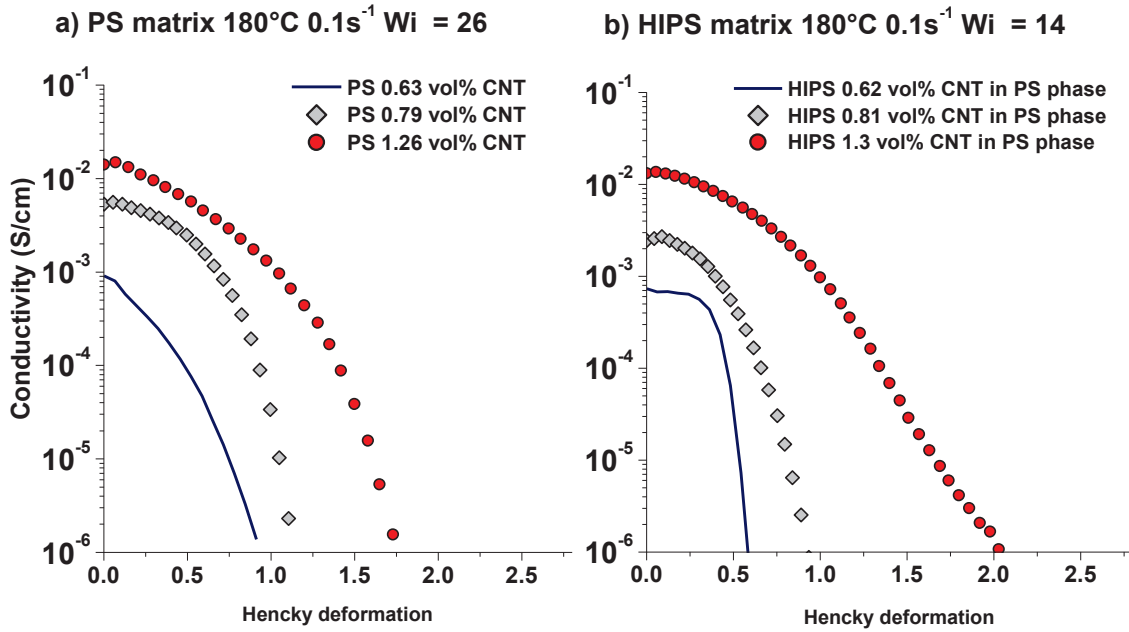 a) PS matrix 180°C 0.1s⁻¹ Wi = 26
PS 0.63 vol% CNT
PS 0.79 vol% CNT
PS 1.26 vol% CNT
Conductivity (S/cm)
10⁻¹
10⁻²
10⁻³
10⁻⁴
10⁻⁵
10⁻⁶
0.0 0.5 1.0 1.5 2.0 2.5
Hencky deformation
b) HIPS matrix 180°C 0.1s⁻¹ Wi = 14
HIPS 0.62 vol% CNT in PS phase
HIPS 0.81 vol% CNT in PS phase
HIPS 1.3 vol% CNT in PS phase
10⁻¹
10⁻²
10⁻³
10⁻⁴
10⁻⁵
10⁻⁶
0.0 0.5 1.0 1.5 2.0 2.5
Hencky deformation